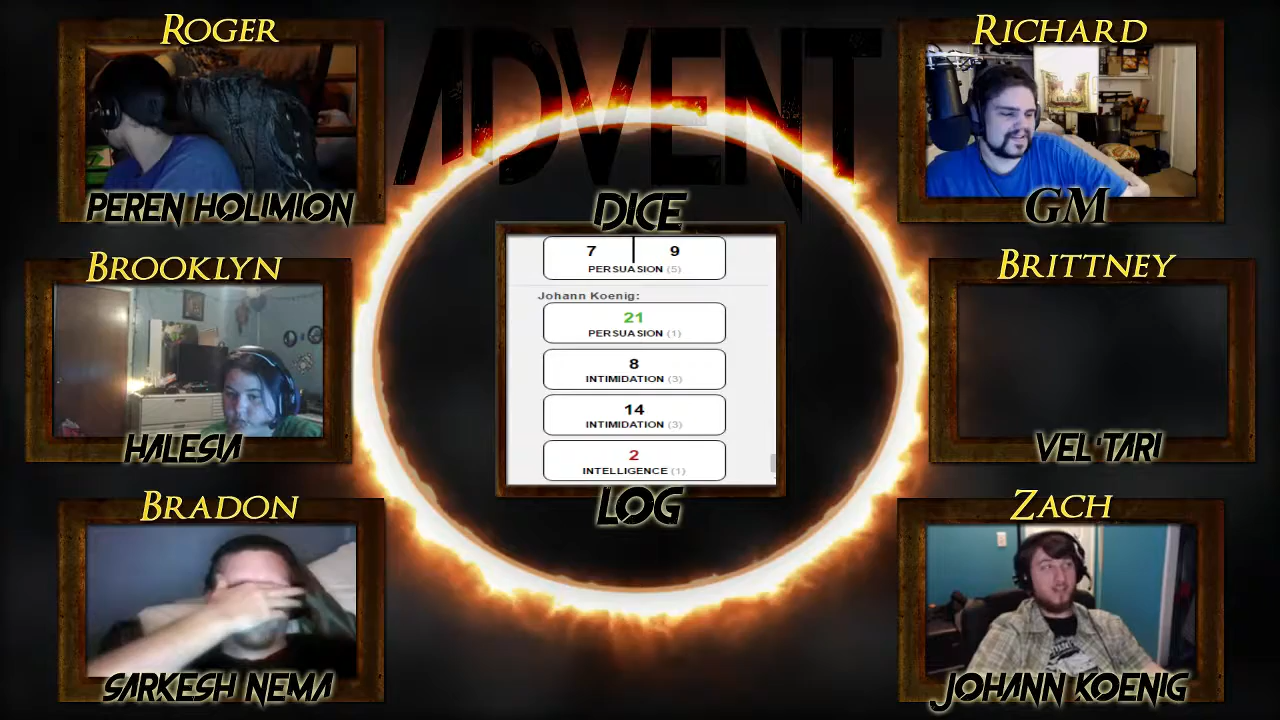 ADVENT
ROGER
PEREN HOLIMION
RICHARD
GM
BROOKLYN
HALESIA
BRITTNEY
VEL'TARI
BRADON
SARKESH NEMA
ZACH
JOHANN KOENIG
DICE
7 | 9
PERSUASION (5)
Johann Koenig:
21
PERSUASION (1)
8
INTIMIDATION (3)
14
INTIMIDATION (3)
2
INTELLIGENCE (1)
LOG